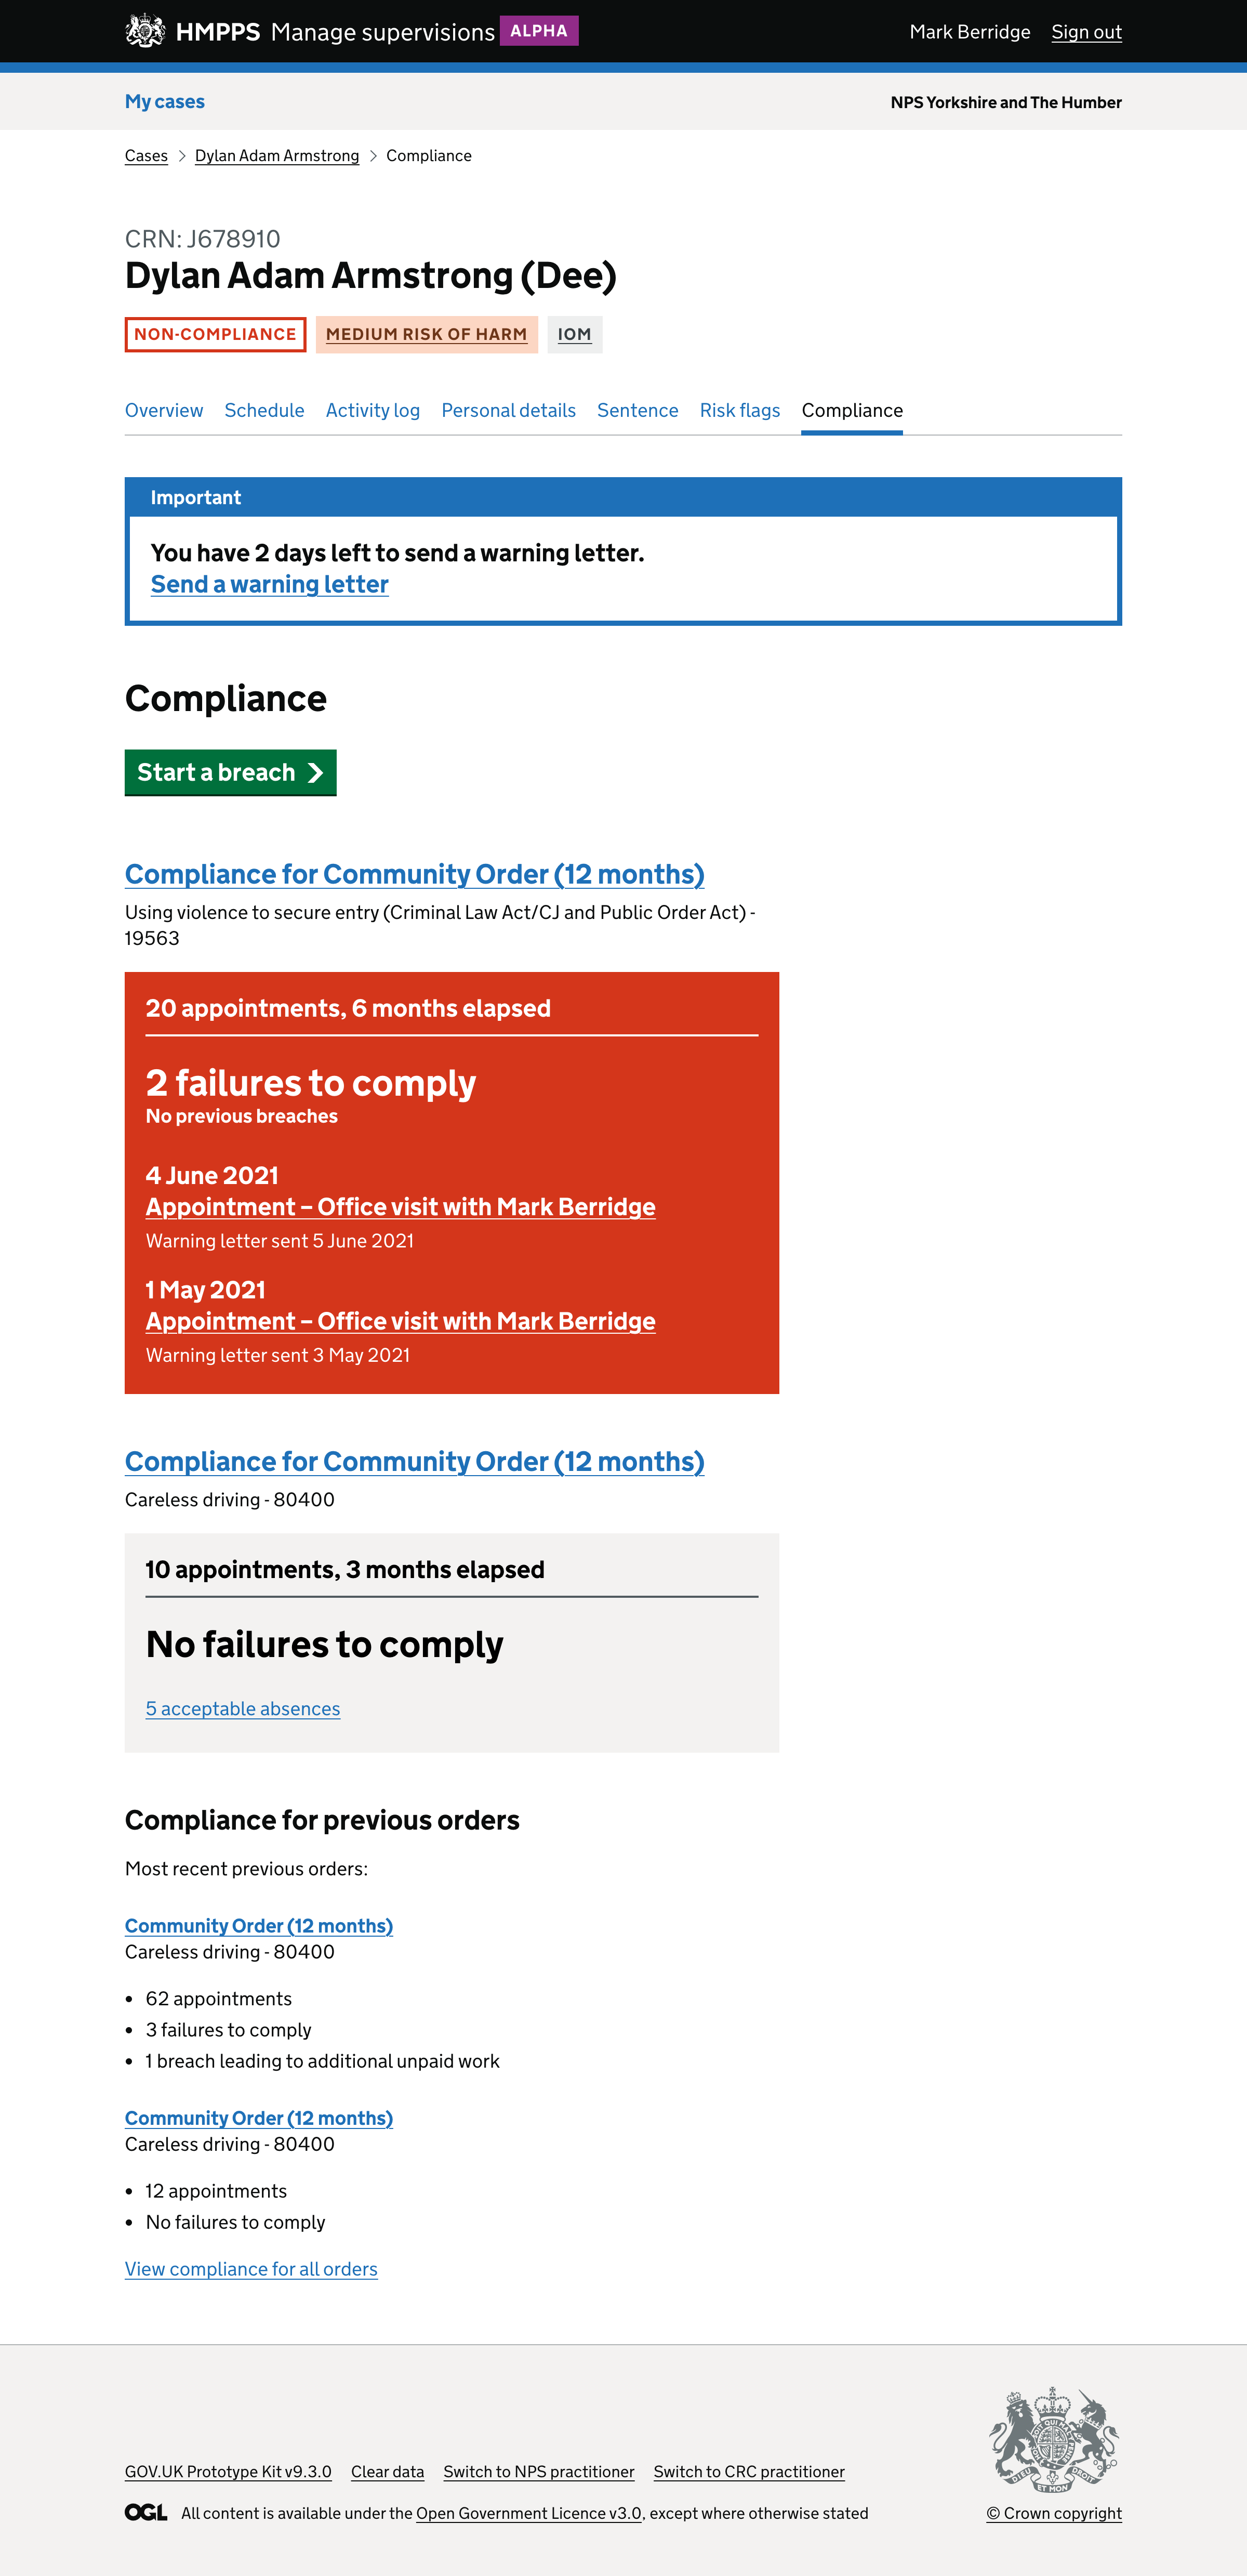 HMPPS Manage supervisions ALPHA
Mark Berridge Sign out
My cases
NPS Yorkshire and The Humber
Cases Dylan Adam Armstrong Compliance
CRN: J678910
Dylan Adam Armstrong (Dee)
NON-COMPLIANCE MEDIUM RISK OF HARM IOM
Overview Schedule Activity log Personal details Sentence Risk flags Compliance
Important
You have 2 days left to send a warning letter.
Send a warning letter
Compliance
Start a breach
Compliance for Community Order (12 months)
Using violence to secure entry (Criminal Law Act/CJ and Public Order Act) -
19563
20 appointments, 6 months elapsed
2 failures to comply
No previous breaches
4 June 2021
Appointment – Office visit with Mark Berridge
Warning letter sent 5 June 2021
1 May 2021
Appointment – Office visit with Mark Berridge
Warning letter sent 3 May 2021
Compliance for Community Order (12 months)
Careless driving - 80400
10 appointments, 3 months elapsed
No failures to comply
5 acceptable absences
Compliance for previous orders
Most recent previous orders:
Community Order (12 months)
Careless driving - 80400
• 62 appointments
• 3 failures to comply
• 1 breach leading to additional unpaid work
Community Order (12 months)
Careless driving - 80400
• 12 appointments
• No failures to comply
View compliance for all orders
GOV.UK Prototype Kit v9.3.0 Clear data Switch to NPS practitioner Switch to CRC practitioner
OGL All content is available under the Open Government Licence v3.0, except where otherwise stated
DIEU ET MON DROIT
© Crown copyright